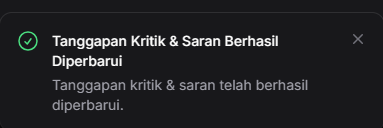 Tanggapan Kritik & Saran Berhasil
Diperbarui
Tanggapan kritik & saran telah berhasil
diperbarui.